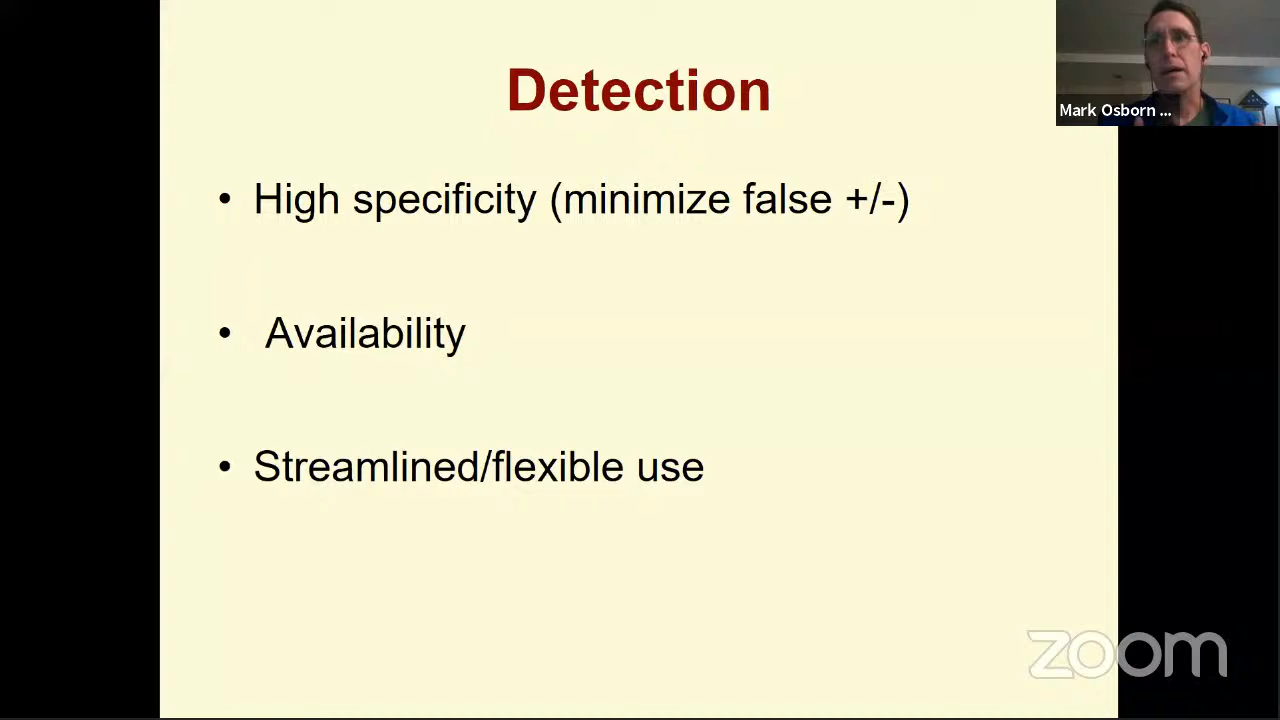 Detection
Mark Osborn ...
• High specificity (minimize false +/-)
• Availability
• Streamlined/flexible use
zoom